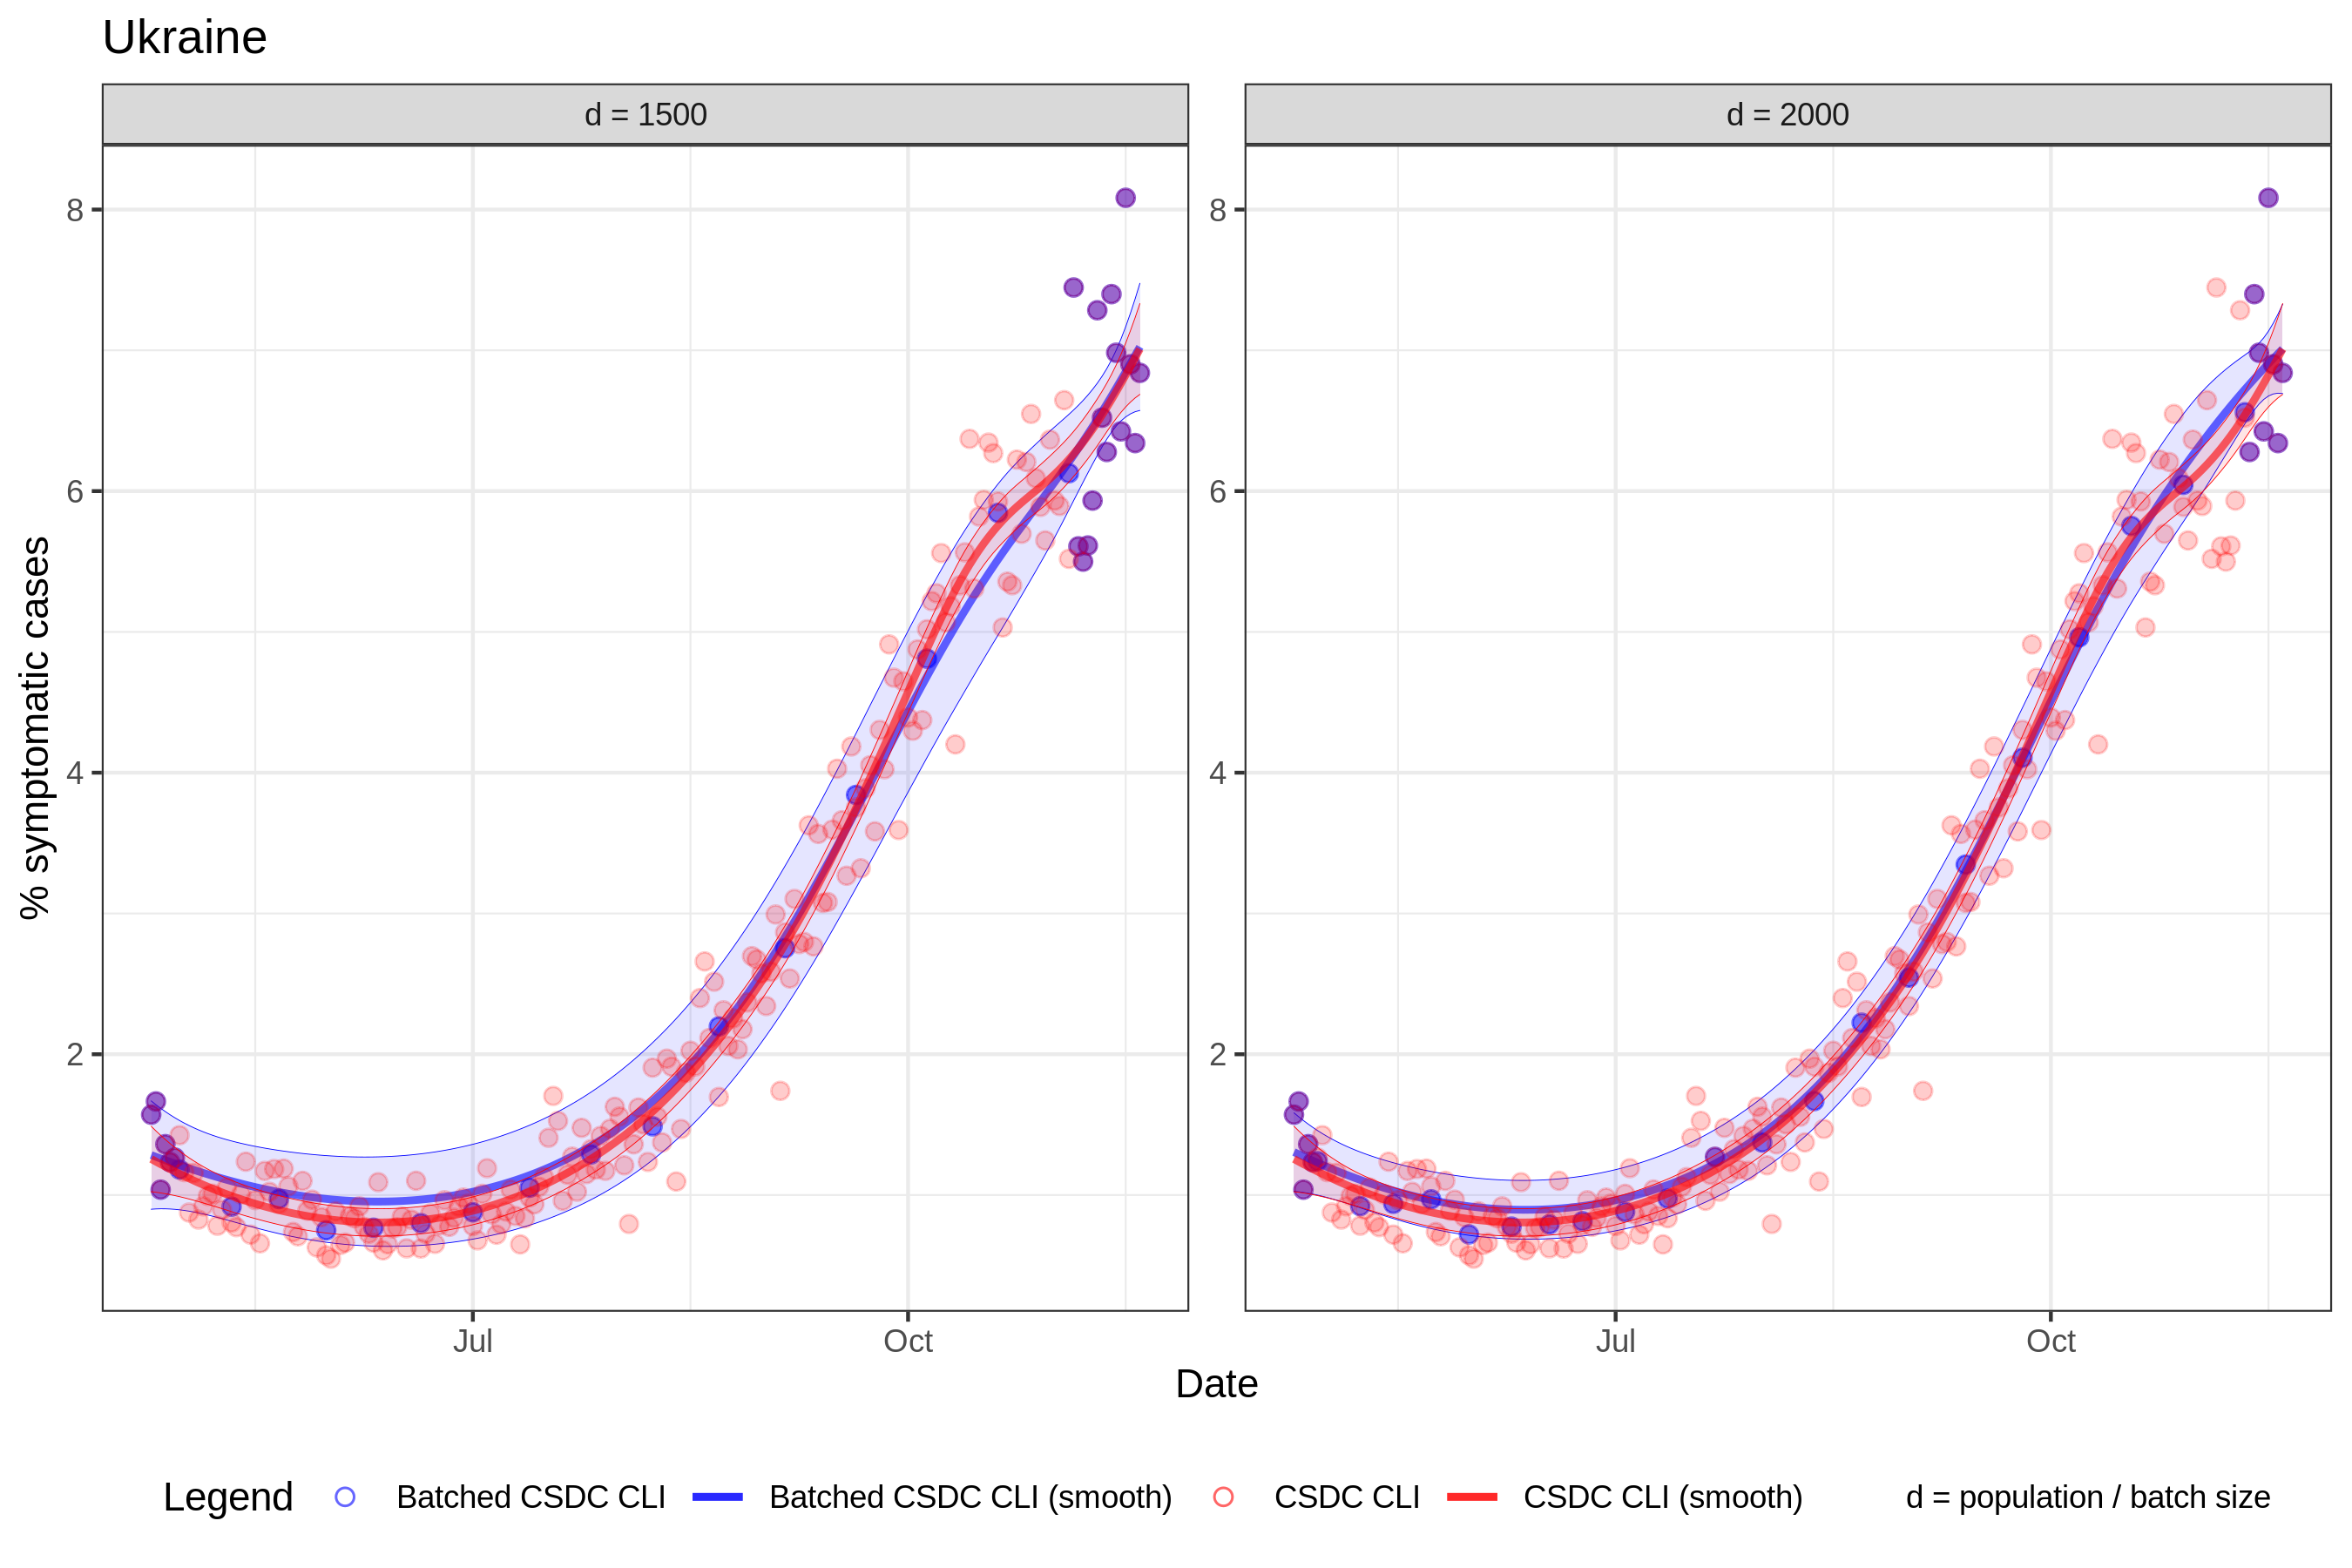 Ukraine
d = 1500
d = 2000
8
6
4
2
8
6
4
2
% symptomatic cases
Jul
Oct
Jul
Oct
Date
Legend
Batched CSDC CLI
Batched CSDC CLI (smooth)
CSDC CLI
CSDC CLI (smooth)
d = population / batch size